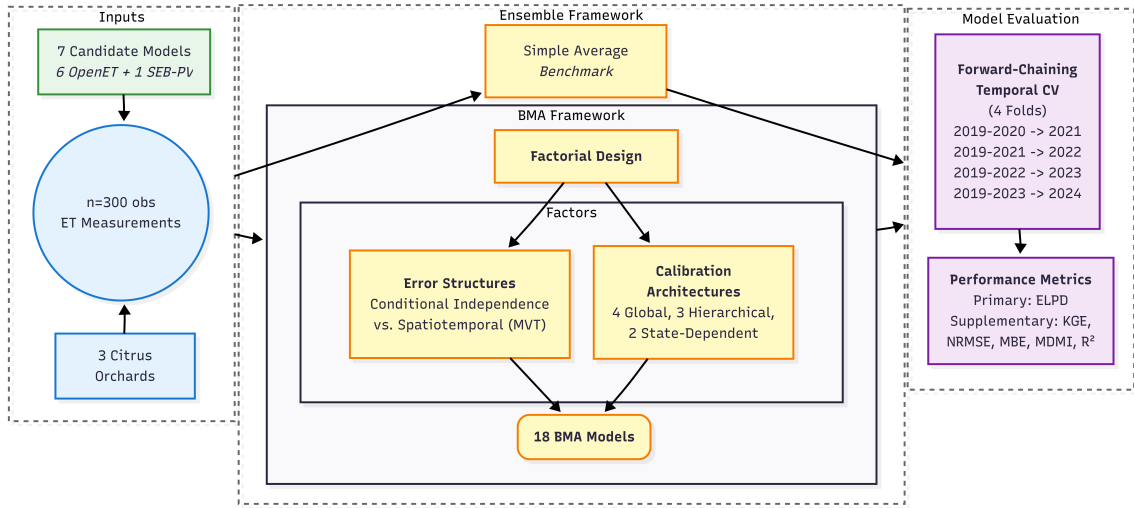 Inputs
7 Candidate Models
6 OpenET + 1 SEB-PV
n=300 obs
ET Measurements
3 Citrus
Orchards
Ensemble Framework
Simple Average
Benchmark
BMA Framework
Factorial Design
Factors
Error Structures
Conditional Independence
vs. Spatiotemporal (MVT)
Calibration
Architectures
4 Global, 3 Hierarchical,
2 State-Dependent
18 BMA Models
Model Evaluation
Forward-Chaining
Temporal CV
(4 Folds)
2019-2020 -> 2021
2019-2021 -> 2022
2019-2022 -> 2023
2019-2023 -> 2024
Performance Metrics
Primary: ELPD
Supplementary: KGE,
NRMSE, MBE, MDMI, R²